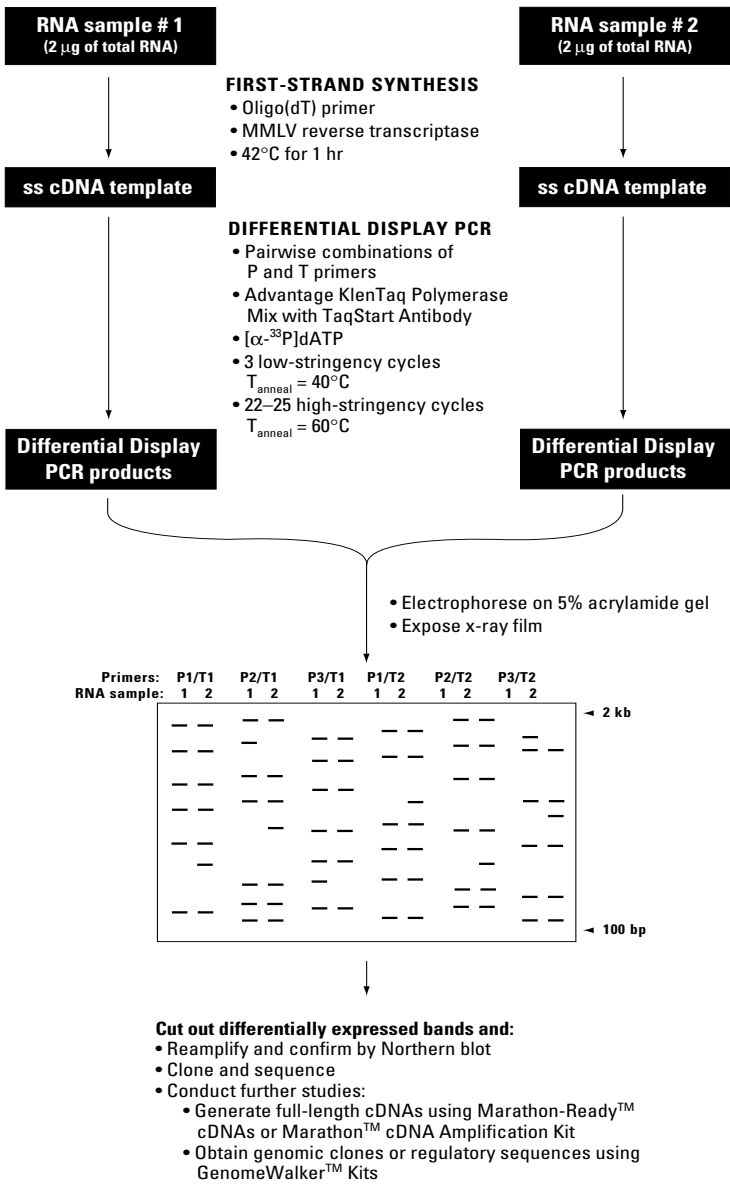 RNA sample # 1
(2 µg of total RNA)
RNA sample # 2
(2 µg of total RNA)
FIRST-STRAND SYNTHESIS
• Oligo(dT) primer
• MMLV reverse transcriptase
• 42°C for 1 hr
ss cDNA template
ss cDNA template
DIFFERENTIAL DISPLAY PCR
• Pairwise combinations of
P and T primers
• Advantage KlenTaq Polymerase
Mix with TaqStart Antibody
• [α-³³P]dATP
• 3 low-stringency cycles
Tanneal = 40°C
• 22–25 high-stringency cycles
Tanneal = 60°C
Differential Display
PCR products
Differential Display
PCR products
• Electrophorese on 5% acrylamide gel
• Expose x-ray film
Primers: P1/T1 P2/T1 P3/T1 P1/T2 P2/T2 P3/T2
RNA sample: 1 2 1 2 1 2 1 2 1 2 1 2
◄ 2 kb
◄ 100 bp
Cut out differentially expressed bands and:
• Reamplify and confirm by Northern blot
• Clone and sequence
• Conduct further studies:
• Generate full-length cDNAs using Marathon-Ready™
cDNAs or Marathon™ cDNA Amplification Kit
• Obtain genomic clones or regulatory sequences using
GenomeWalker™ Kits